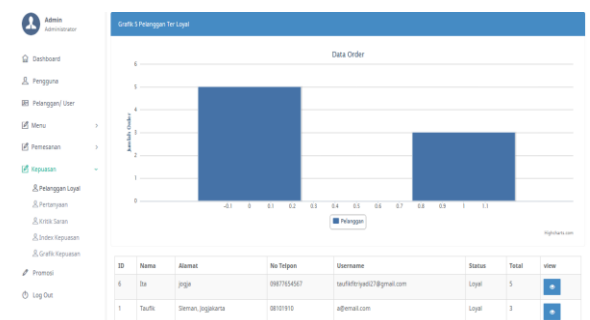 Admin
Administrator
Dashboard
Pengguna
Pelanggan/ User
Menu
Pemesanan
Kepuasan
Pelanggan Loyal
Pertanyaan
Kritik Saran
Index Kepuasan
Grafik Kepuasan
Promosi
Log Out
Grafik 5 Pelanggan Ter Loyal
Data Order
Jumlah Order
6
5
4
3
2
1
0
-0.1 0 0.1 0.2 0.3 0.4 0.5 0.6 0.7 0.8 0.9 1 1.1
Pelanggan
Highcharts.com
ID Nama Alamat No Telpon Username Status Total view
6 Ita jogja 09877654567 taufikfitriyadi27@gmail.com Loyal 5
1 Taufik Sleman, Jogjakarta 08101910 a@email.com Loyal 3